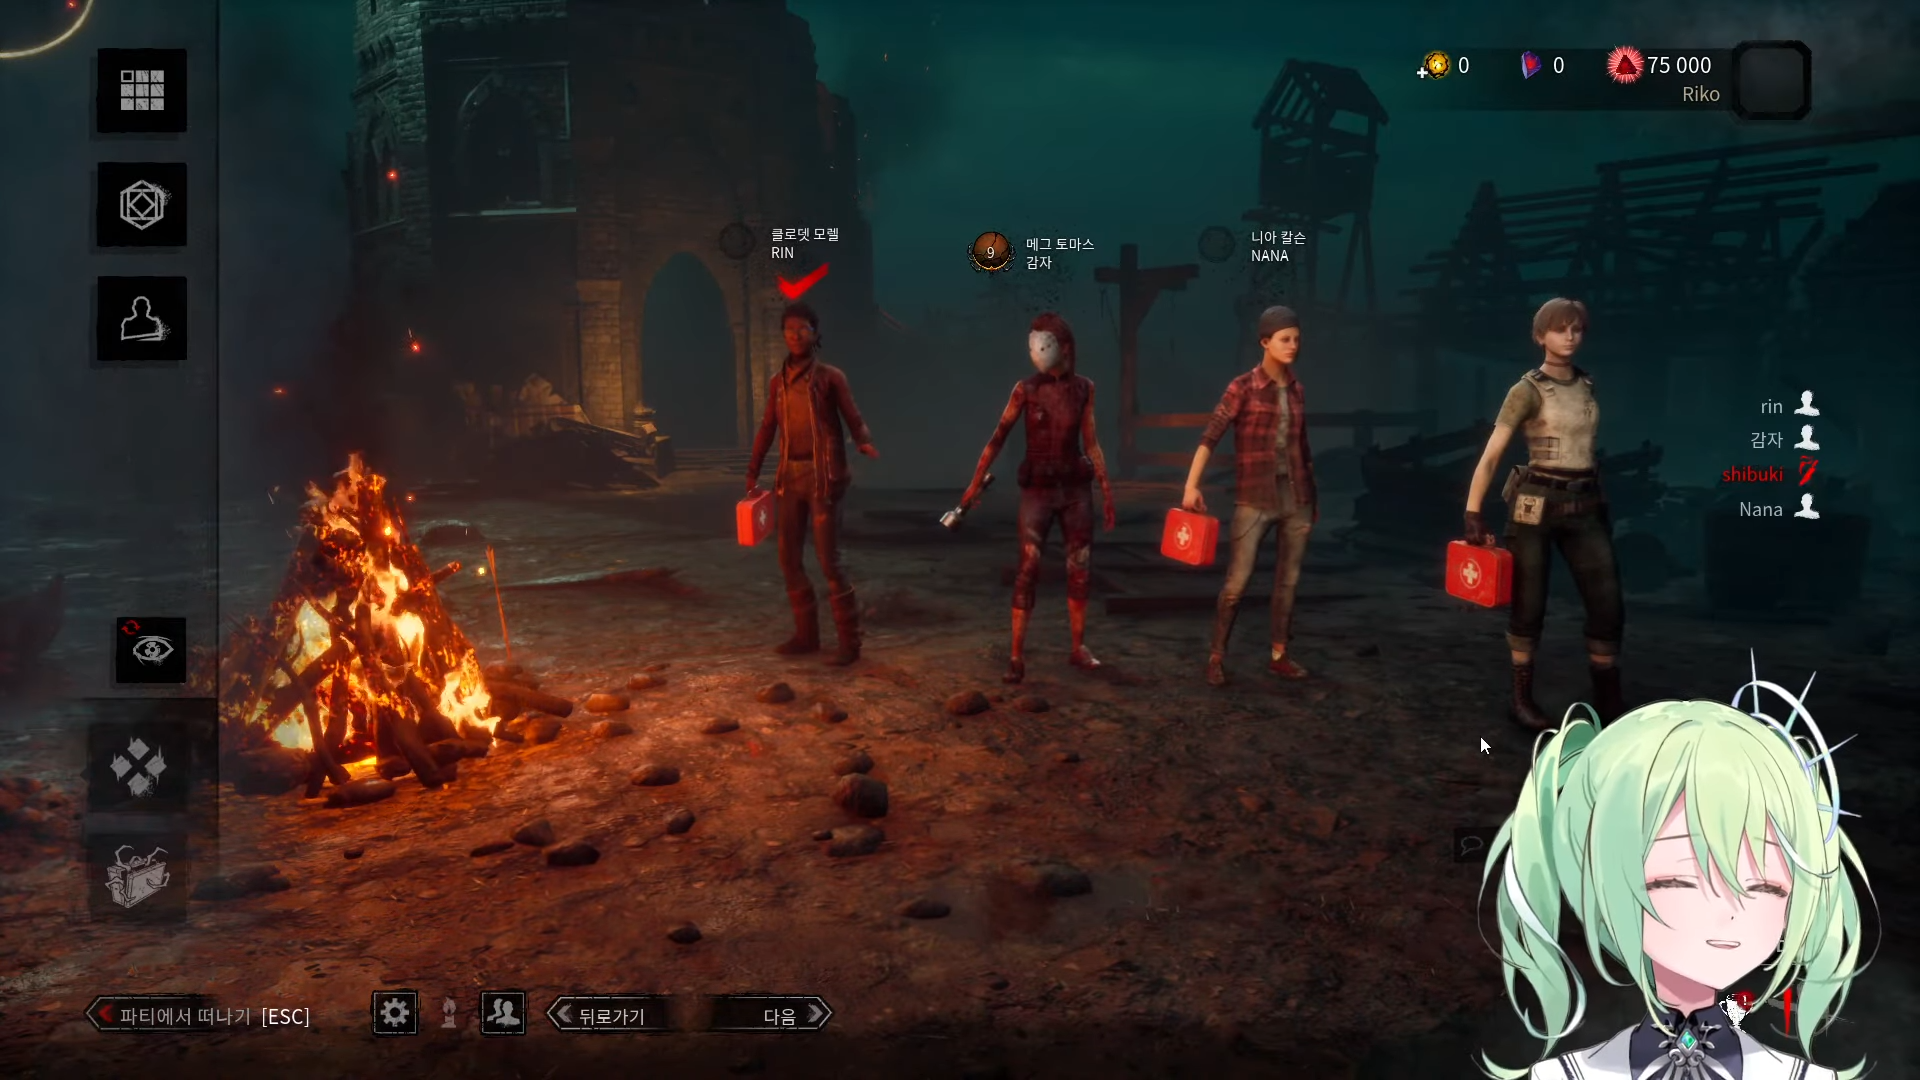 0
0
75 000
Riko
클로뎃 모렐
RIN
9
메그 토마스
감자
니아 칼슨
NANA
rin
감자
shibuki
Nana
파티에서 떠나기 [ESC]
뒤로가기
다음